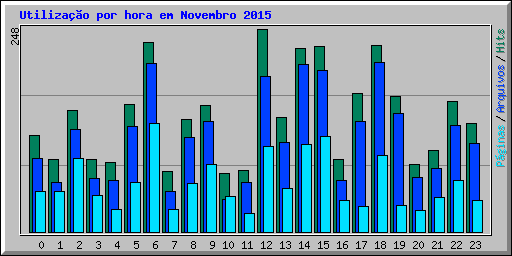 Utilização por hora em Novembro 2015
248
Páginas / Arquivos / Hits
0 1 2 3 4 5 6 7 8 9 10 11 12 13 14 15 16 17 18 19 20 21 22 23